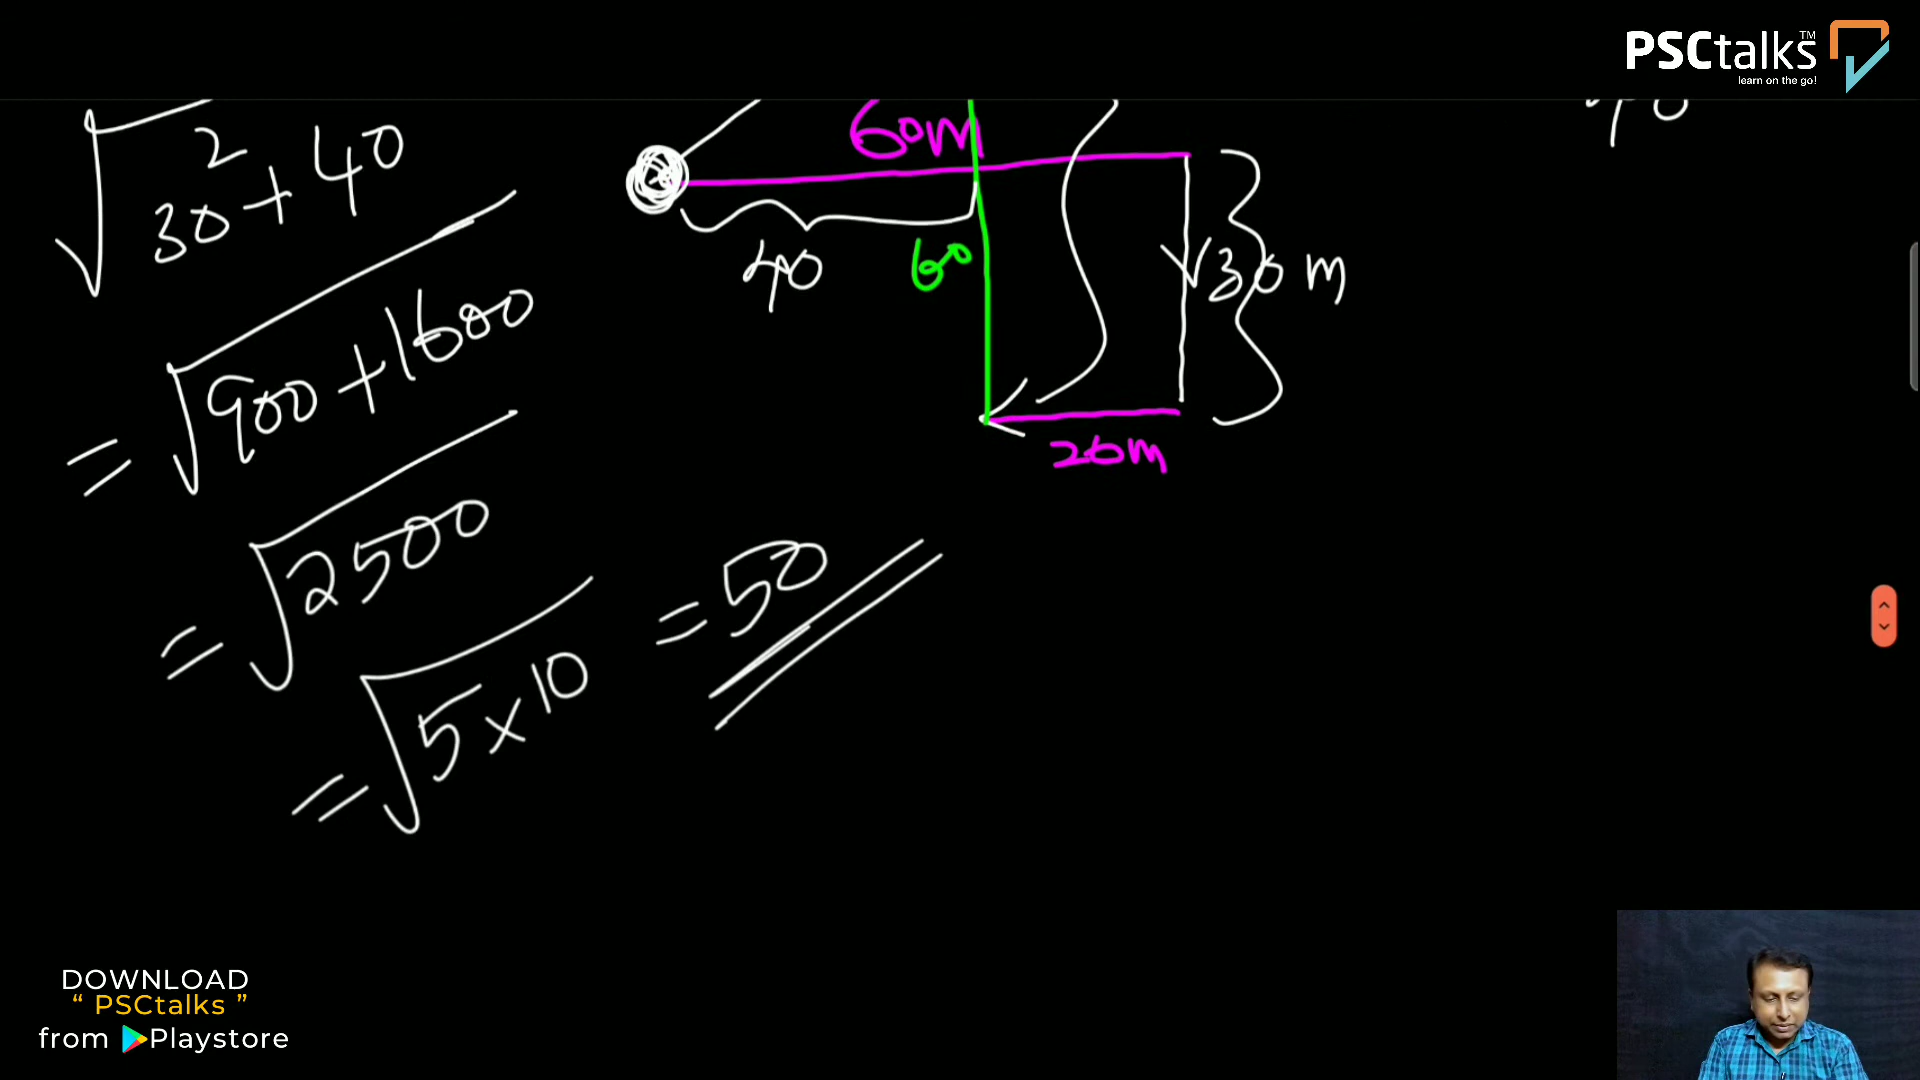 PSCtalks™
learn on the go!
√30² + 40
60m
40
60
30 m
20m
= √900 + 1600
= √2500
= √5 × 10
= 50
DOWNLOAD
“ PSCtalks ”
from Playstore